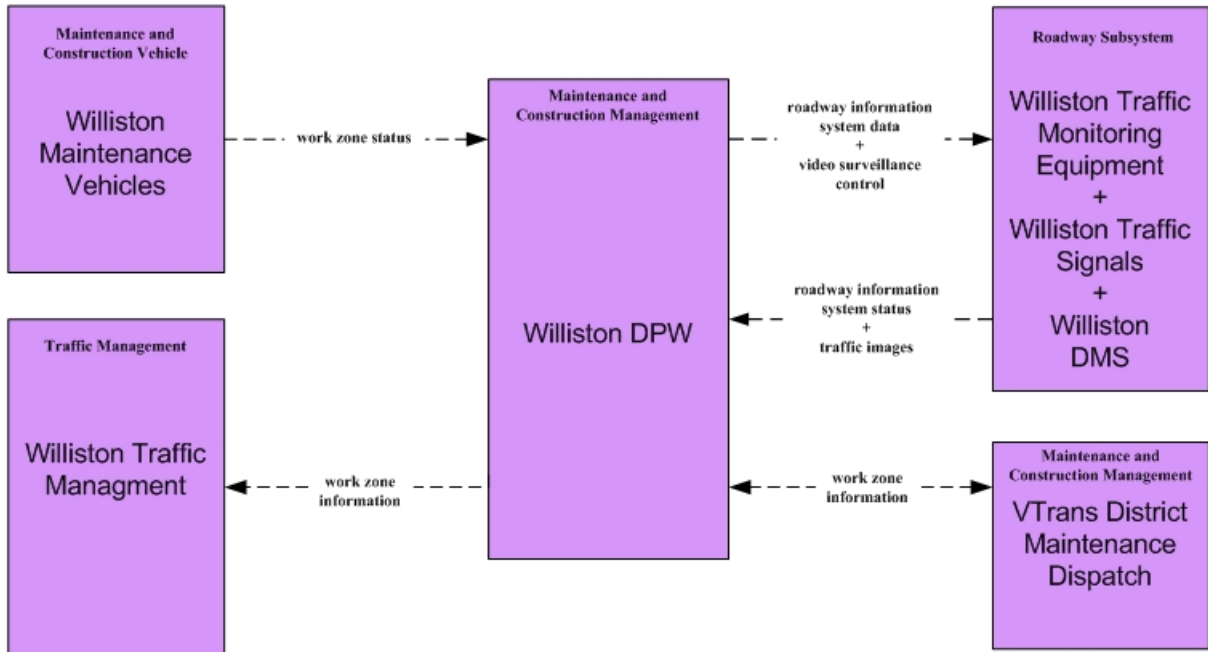 Maintenance and
Construction Vehicle
Williston
Maintenance
Vehicles
work zone status
Maintenance and
Construction Management
Williston DPW
roadway information
system data
+
video surveillance
control
Roadway Subsystem
Williston Traffic
Monitoring
Equipment
+
Williston Traffic
Signals
+
Williston
DMS
roadway information
system status
+
traffic images
Traffic Management
Williston Traffic
Managment
work zone
information
work zone
information
Maintenance and
Construction Management
VTrans District
Maintenance
Dispatch